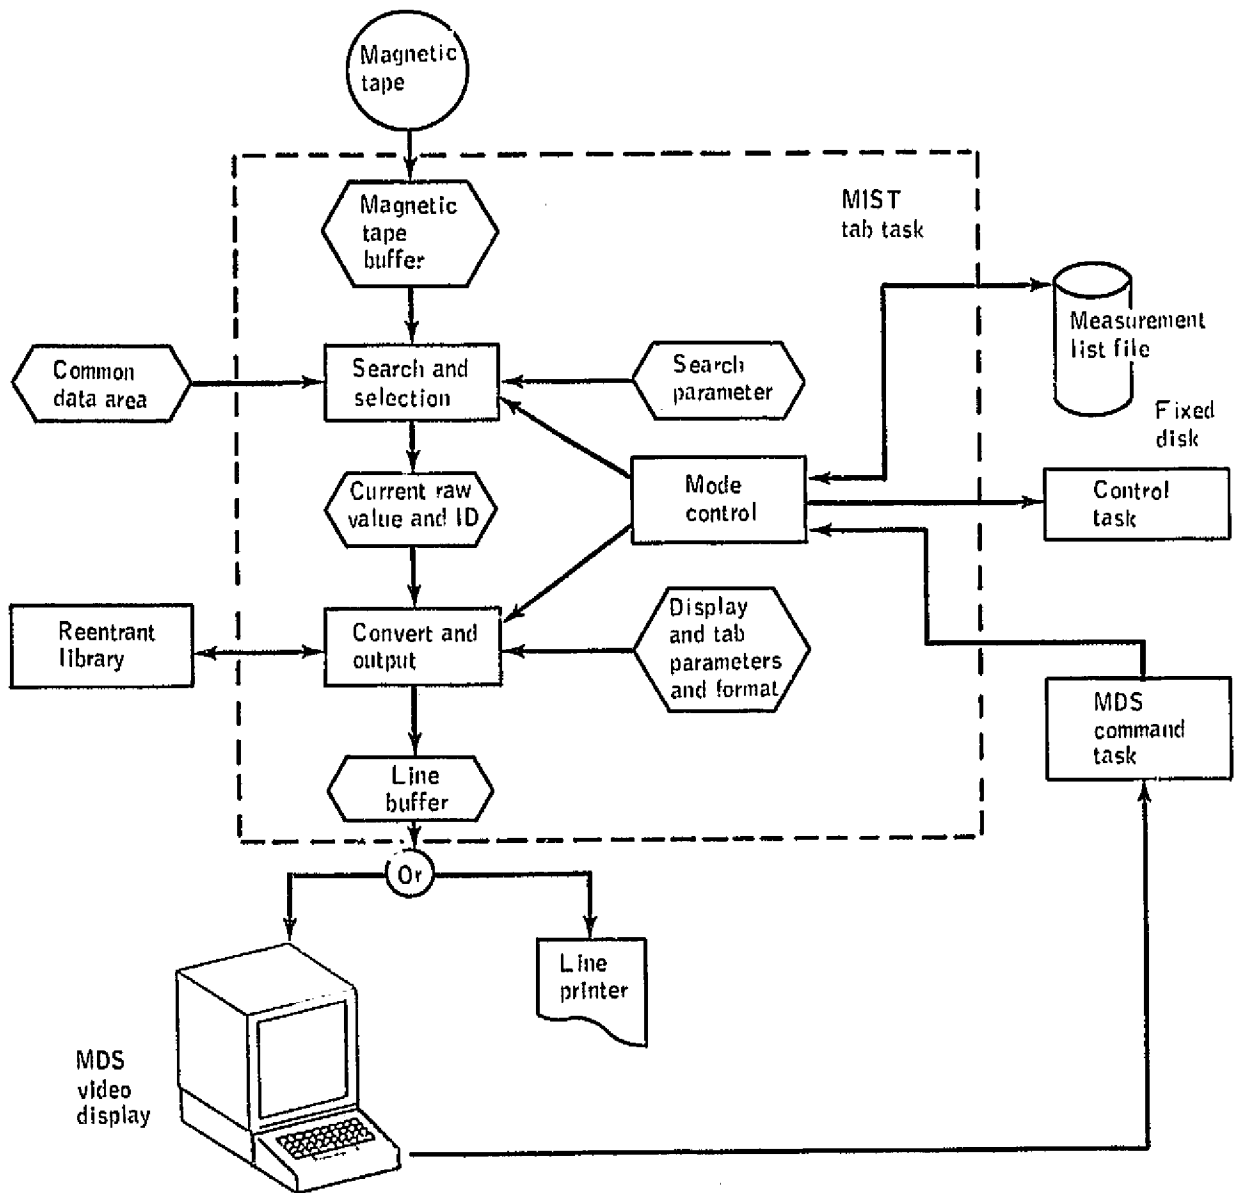 Magnetic
tape
Magnetic
tape
buffer
MIST
tab task
Measurement
list file
Fixed
disk
Common
data area
Search and
selection
Search
parameter
Current raw
value and ID
Mode
control
Control
task
Reentrant
library
Convert and
output
Display
and tab
parameters
and format
MDS
command
task
Line
buffer
Or
Line
printer
MDS
video
display